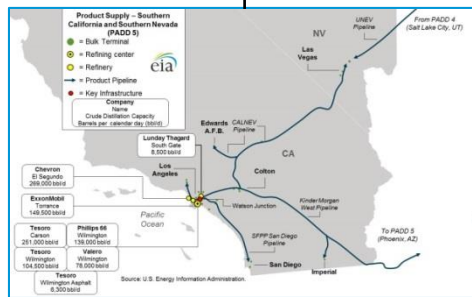 Product Supply – Southern
California and Southern Nevada
(PADD 5)
= Bulk Terminal
= Refining center
= Refinery
= Product Pipeline
= Key Infrastructure
eia
Company
Name
Crude Distillation Capacity
Barrels per calendar day (bbl/d)
NV
UNEV
Pipeline
From PADD 4
(Salt Lake City, UT)
Las
Vegas
Lunday Thagard
South Gate
8,500 bbl/d
Edwards
A.F.B.
CALNEV
Pipeline
CA
Chevron
El Segundo
269,000 bbl/d
Los
Angeles
Colton
ExxonMobil
Torrance
149,500 bbl/d
Pacific
Ocean
Watson Junction
Kinder Morgan
West Pipeline
Tesoro
Carson
251,000 bbl/d
Phillips 66
Wilmington
139,000 bbl/d
To PADD 5
(Phoenix, AZ)
Tesoro
Wilmington
104,500 bbl/d
Valero
Wilmington
78,000 bbl/d
SFPP San Diego
Pipeline
Tesoro
Wilmington Asphalt
6,300 bbl/d
San Diego
Imperial
Source: U.S. Energy Information Administration.